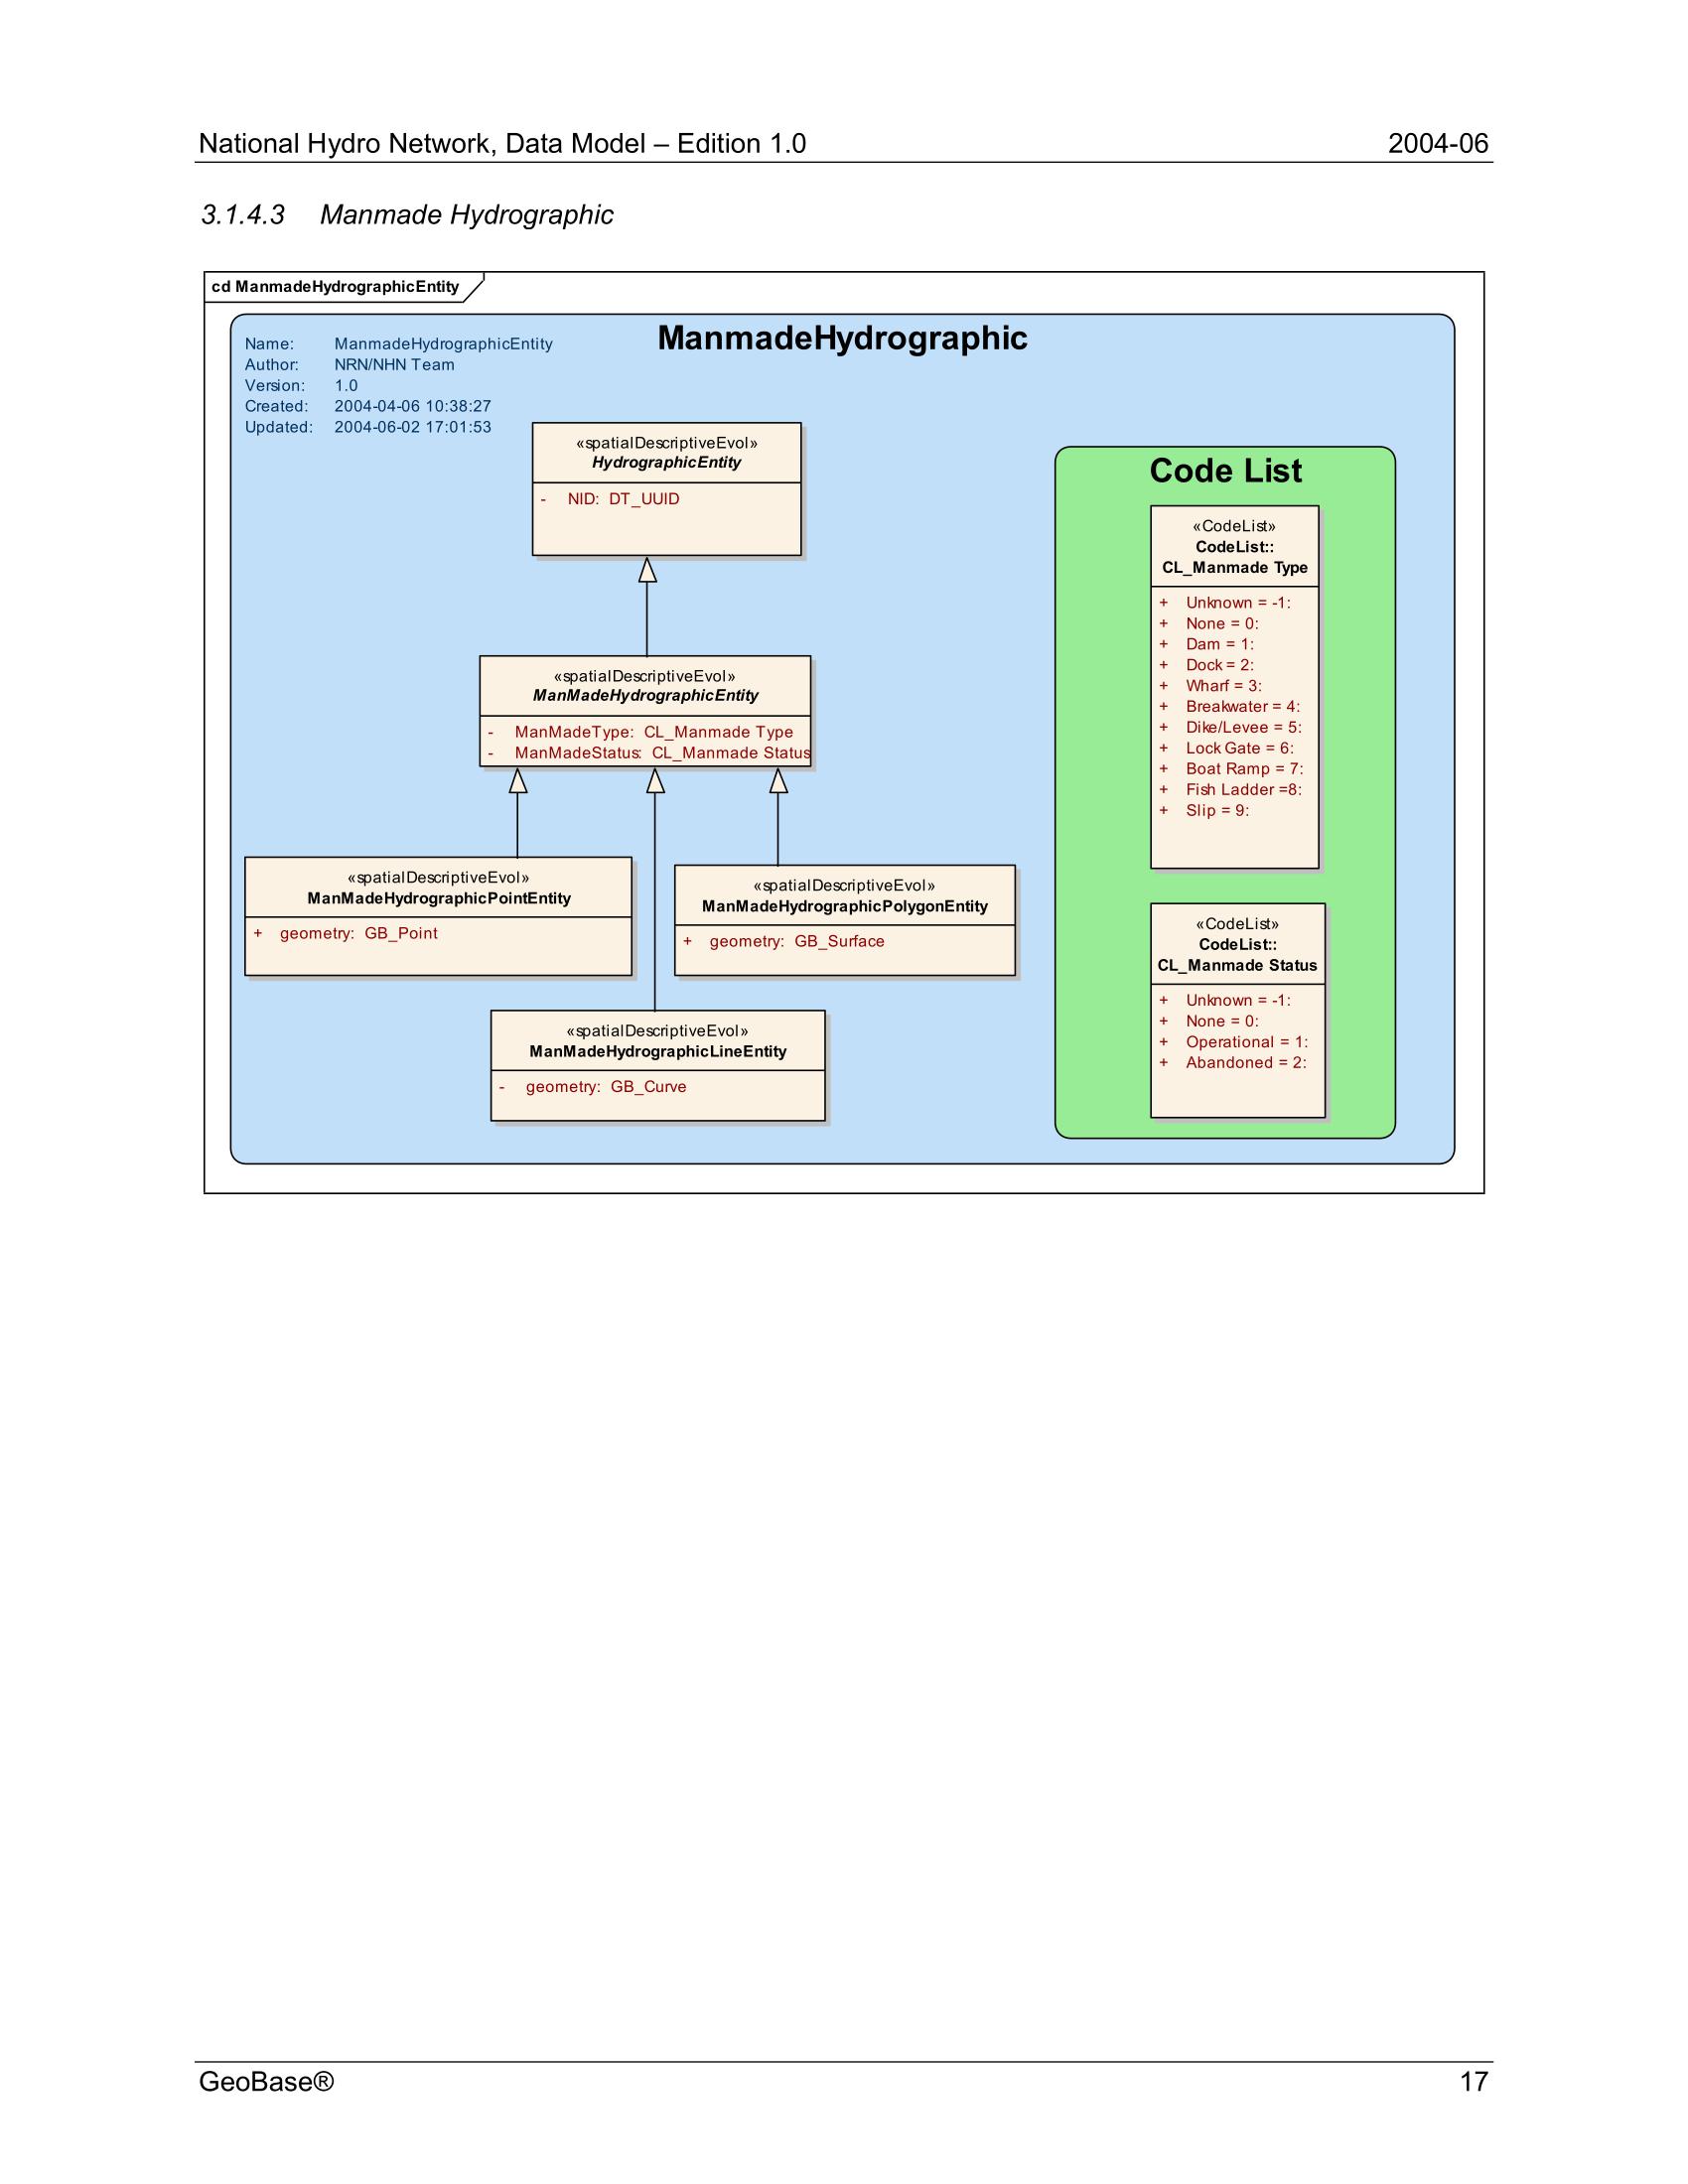 National Hydro Network, Data Model – Edition 1.0 2004-06
3.1.4.3 Manmade Hydrographic
cd ManmadeHydrographicEntity
ManmadeHydrographic
Name: ManmadeHydrographicEntity
Author: NRN/NHN Team
Version: 1.0
Created: 2004-04-06 10:38:27
Updated: 2004-06-02 17:01:53
«spatialDescriptiveEvol»
HydrographicEntity
- NID: DT_UUID
«spatialDescriptiveEvol»
ManMadeHydrographicEntity
- ManMadeType: CL_Manmade Type
- ManMadeStatus: CL_Manmade Status
«spatialDescriptiveEvol»
ManMadeHydrographicPointEntity
+ geometry: GB_Point
«spatialDescriptiveEvol»
ManMadeHydrographicPolygonEntity
+ geometry: GB_Surface
«spatialDescriptiveEvol»
ManMadeHydrographicLineEntity
- geometry: GB_Curve
Code List
«CodeList»
CodeList::
CL_Manmade Type
+ Unknown = -1:
+ None = 0:
+ Dam = 1:
+ Dock = 2:
+ Wharf = 3:
+ Breakwater = 4:
+ Dike/Levee = 5:
+ Lock Gate = 6:
+ Boat Ramp = 7:
+ Fish Ladder =8:
+ Slip = 9:
«CodeList»
CodeList::
CL_Manmade Status
+ Unknown = -1:
+ None = 0:
+ Operational = 1:
+ Abandoned = 2:
GeoBase® 17